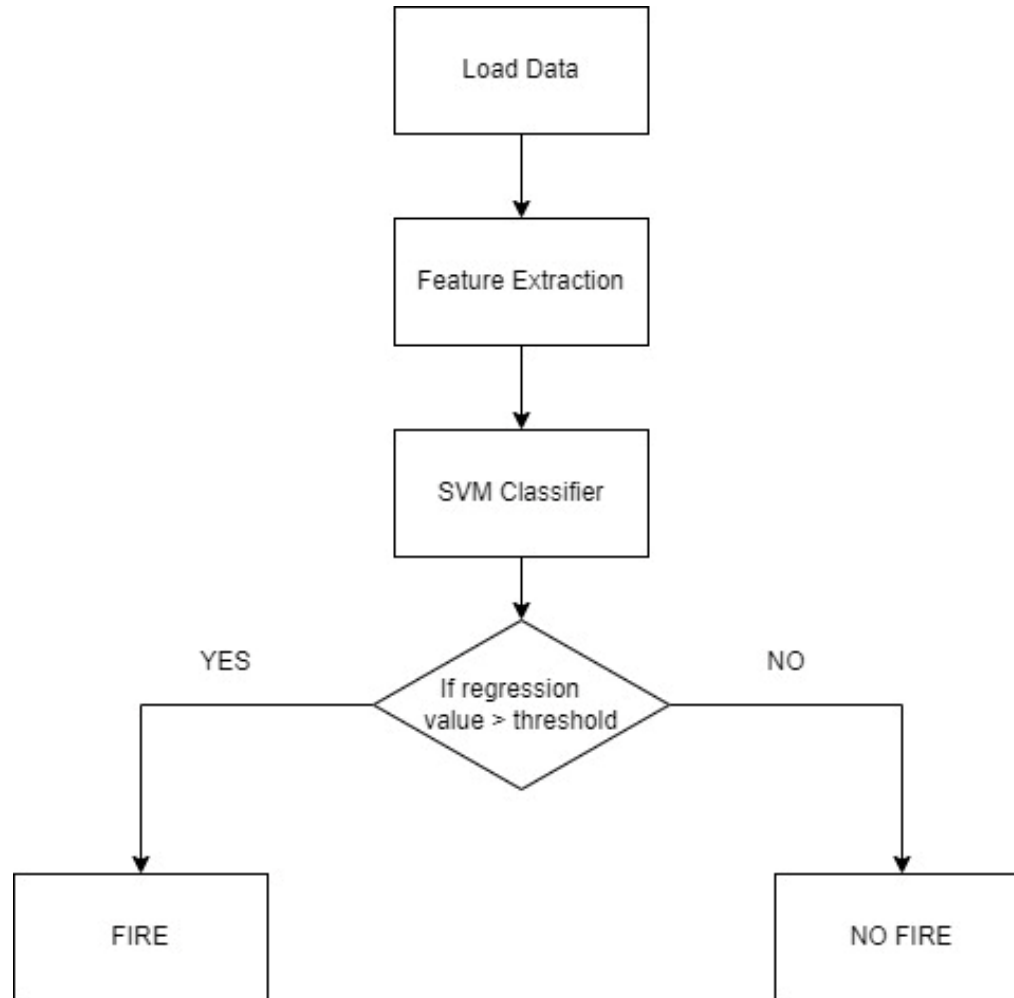 Load Data
Feature Extraction
SVM Classifier
YES
NO
If regression
value > threshold
FIRE
NO FIRE